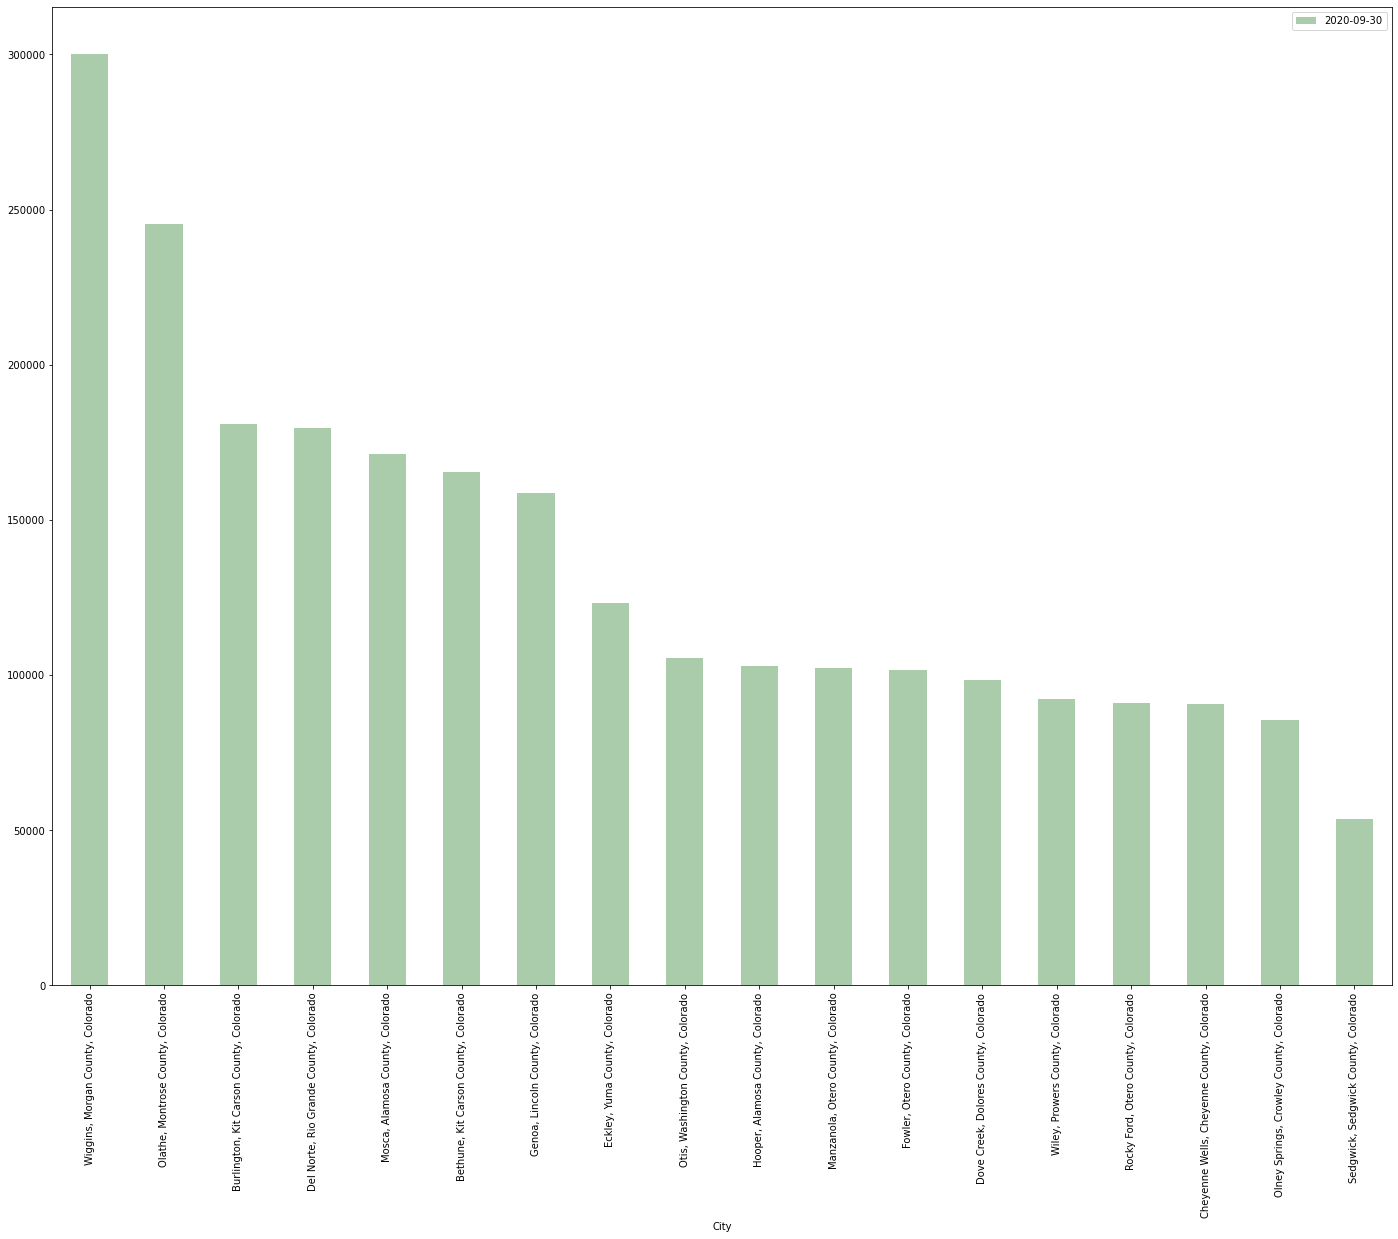 2020-09-30
300000
250000
200000
150000
100000
50000
0
Wiggins, Morgan County, Colorado
Olathe, Montrose County, Colorado
Burlington, Kit Carson County, Colorado
Del Norte, Rio Grande County, Colorado
Mosca, Alamosa County, Colorado
Bethune, Kit Carson County, Colorado
Genoa, Lincoln County, Colorado
Eckley, Yuma County, Colorado
Otis, Washington County, Colorado
Hooper, Alamosa County, Colorado
Manzanola, Otero County, Colorado
Fowler, Otero County, Colorado
Dove Creek, Dolores County, Colorado
Wiley, Prowers County, Colorado
Rocky Ford, Otero County, Colorado
Cheyenne Wells, Cheyenne County, Colorado
Olney Springs, Crowley County, Colorado
Sedgwick, Sedgwick County, Colorado
City